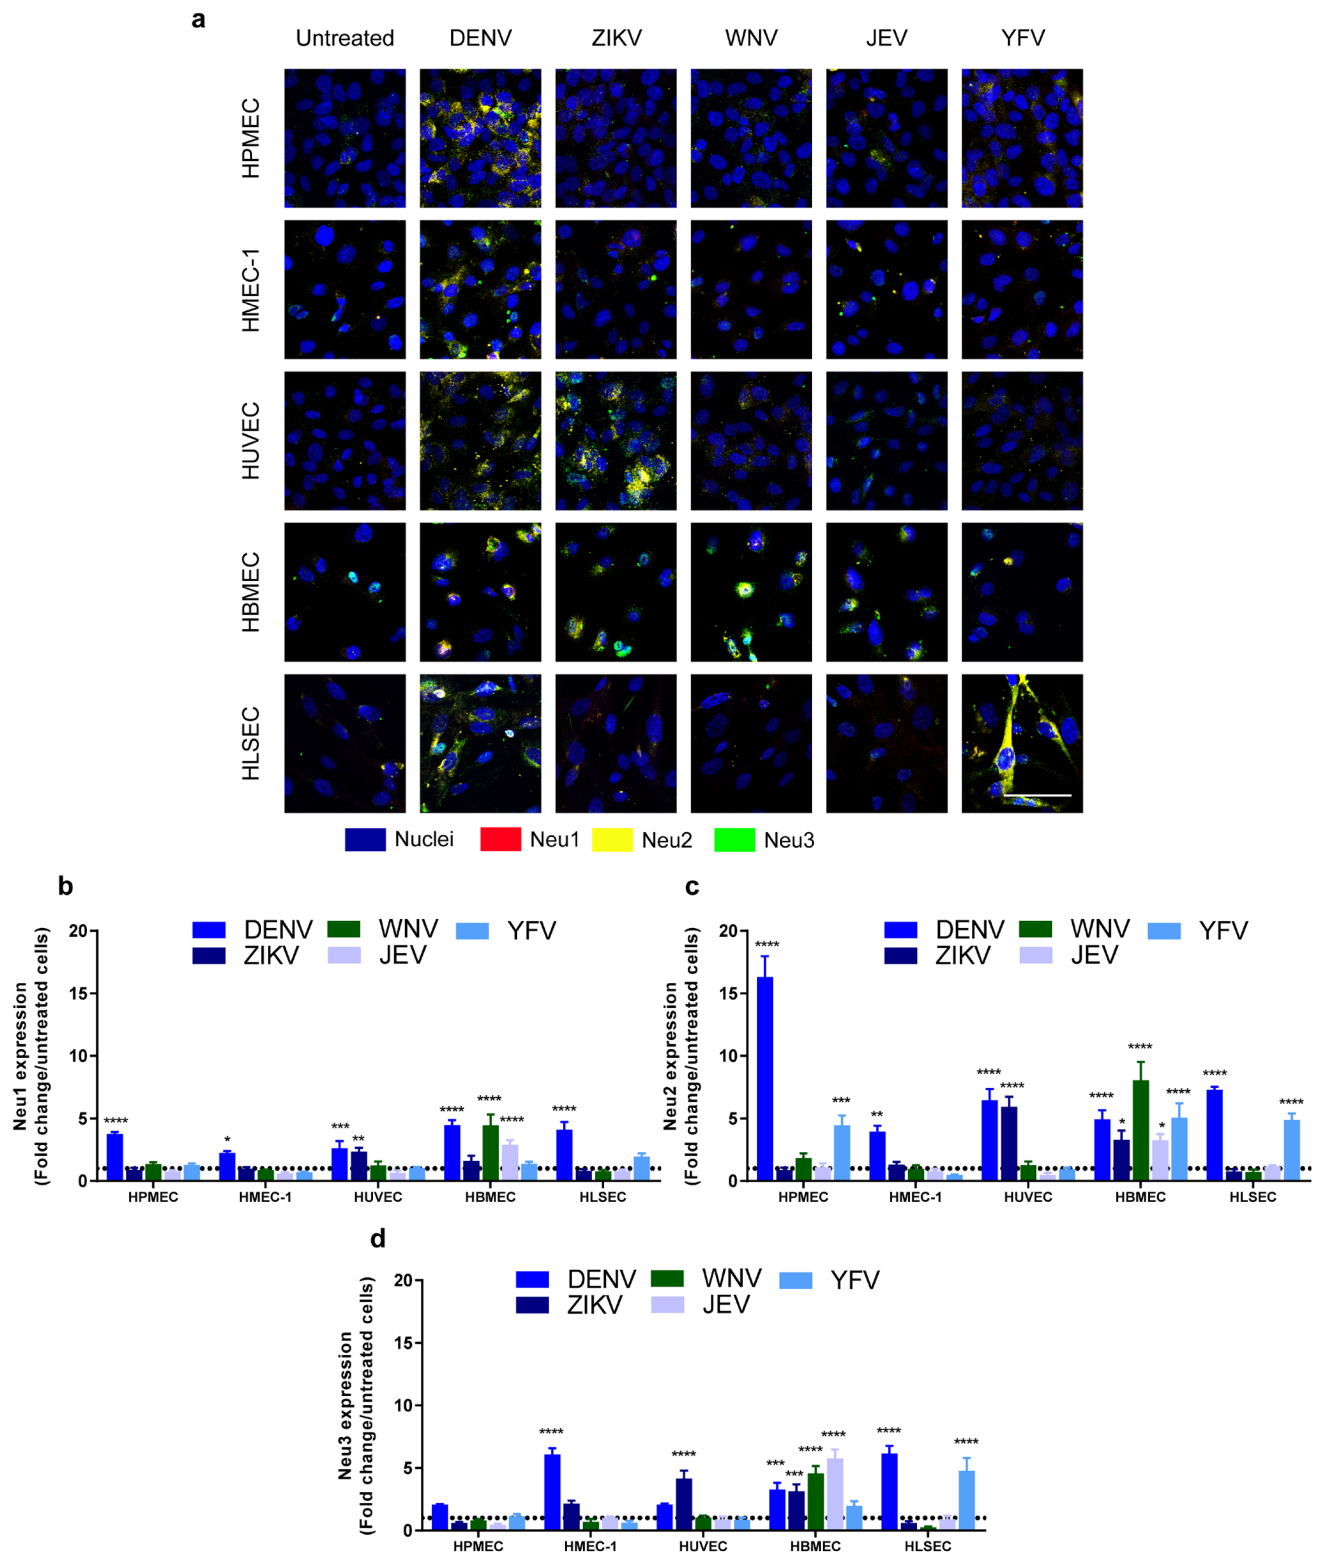 a
Untreated DENV ZIKV WNV JEV YFV
HPMEC
HMEC-1
HUVEC
HBMEC
HLSEC
Nuclei Neu1 Neu2 Neu3
b
Neu1 expression
(Fold change/untreated cells)
20
15
10
5
0
DENV WNV YFV
ZIKV JEV
**** * *** ** **** **** **** ****
HPMEC HMEC-1 HUVEC HBMEC HLSEC
c
Neu2 expression
(Fold change/untreated cells)
20
15
10
5
0
DENV WNV YFV
ZIKV JEV
**** *** ** **** **** **** * **** * **** **** ****
HPMEC HMEC-1 HUVEC HBMEC HLSEC
d
Neu3 expression
(Fold change/untreated cells)
20
15
10
5
0
DENV WNV YFV
ZIKV JEV
**** **** *** *** **** **** **** ****
HPMEC HMEC-1 HUVEC HBMEC HLSEC